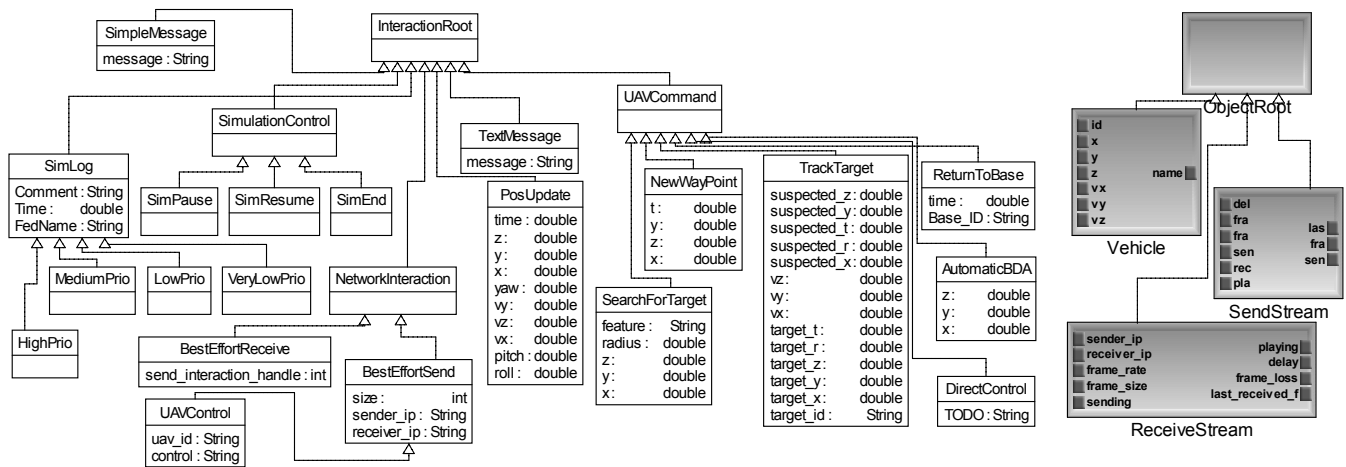 SimpleMessage
message : String
InteractionRoot
SimLog
Comment : String
Time : double
FedName : String
SimulationControl
SimPause
SimResume
SimEnd
MediumPrio
LowPrio
VeryLowPrio
HighPrio
NetworkInteraction
BestEffortReceive
send_interaction_handle : int
BestEffortSend
size : int
sender_ip : String
receiver_ip : String
UAVControl
uav_id : String
control : String
TextMessage
message : String
PosUpdate
time : double
z : double
y : double
x : double
yaw : double
vy : double
vz : double
vx : double
pitch : double
roll : double
UAVCommand
NewWayPoint
t : double
y : double
z : double
x : double
SearchForTarget
feature : String
radius : double
z : double
y : double
x : double
TrackTarget
suspected_z : double
suspected_y : double
suspected_t : double
suspected_r : double
suspected_x : double
vz : double
vy : double
vx : double
target_t : double
target_r : double
target_z : double
target_y : double
target_x : double
target_id : String
ReturnToBase
time : double
Base_ID : String
AutomaticBDA
z : double
y : double
x : double
DirectControl
TODO : String
ObjectRoot
id
x
y
z name
vx
vy
vz
Vehicle
del
fra las
fra fra
sen sen
rec
pla
SendStream
sender_ip playing
receiver_ip delay
frame_rate frame_loss
frame_size last_received_f
sending
ReceiveStream